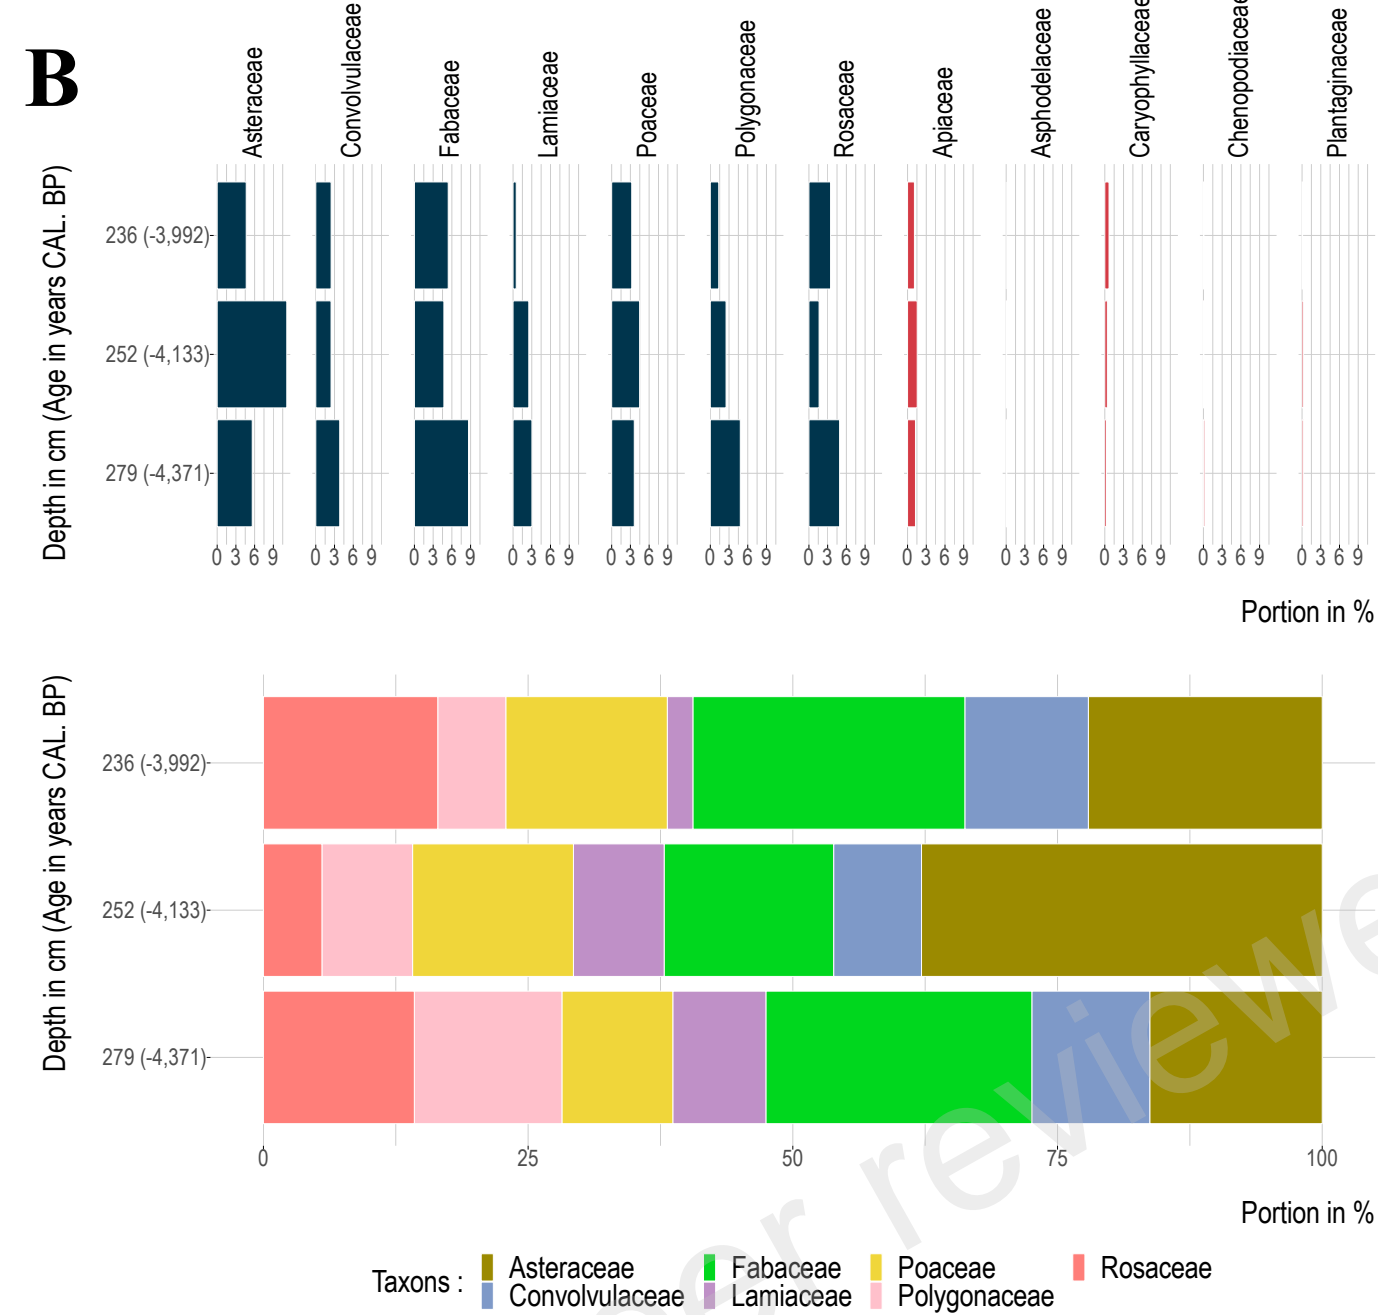 B
Asteraceae
Convolvulaceae
Fabaceae
Lamiaceae
Poaceae
Polygonaceae
Rosaceae
Apiaceae
Asphodelaceae
Caryophyllaceae
Chenopodiaceae
Plantaginaceae
Depth in cm (Age in years CAL. BP)
236 (-3,992)
252 (-4,133)
279 (-4,371)
0 3 6 9 0 3 6 9 0 3 6 9 0 3 6 9 0 3 6 9 0 3 6 9 0 3 6 9 0 3 6 9 0 3 6 9 0 3 6 9 0 3 6 9 0 3 6 9
Portion in %
Depth in cm (Age in years CAL. BP)
236 (-3,992)
252 (-4,133)
279 (-4,371)
0 25 50 75 100
Portion in %
Taxons :
Asteraceae Fabaceae Poaceae Rosaceae
Convolvulaceae Lamiaceae Polygonaceae